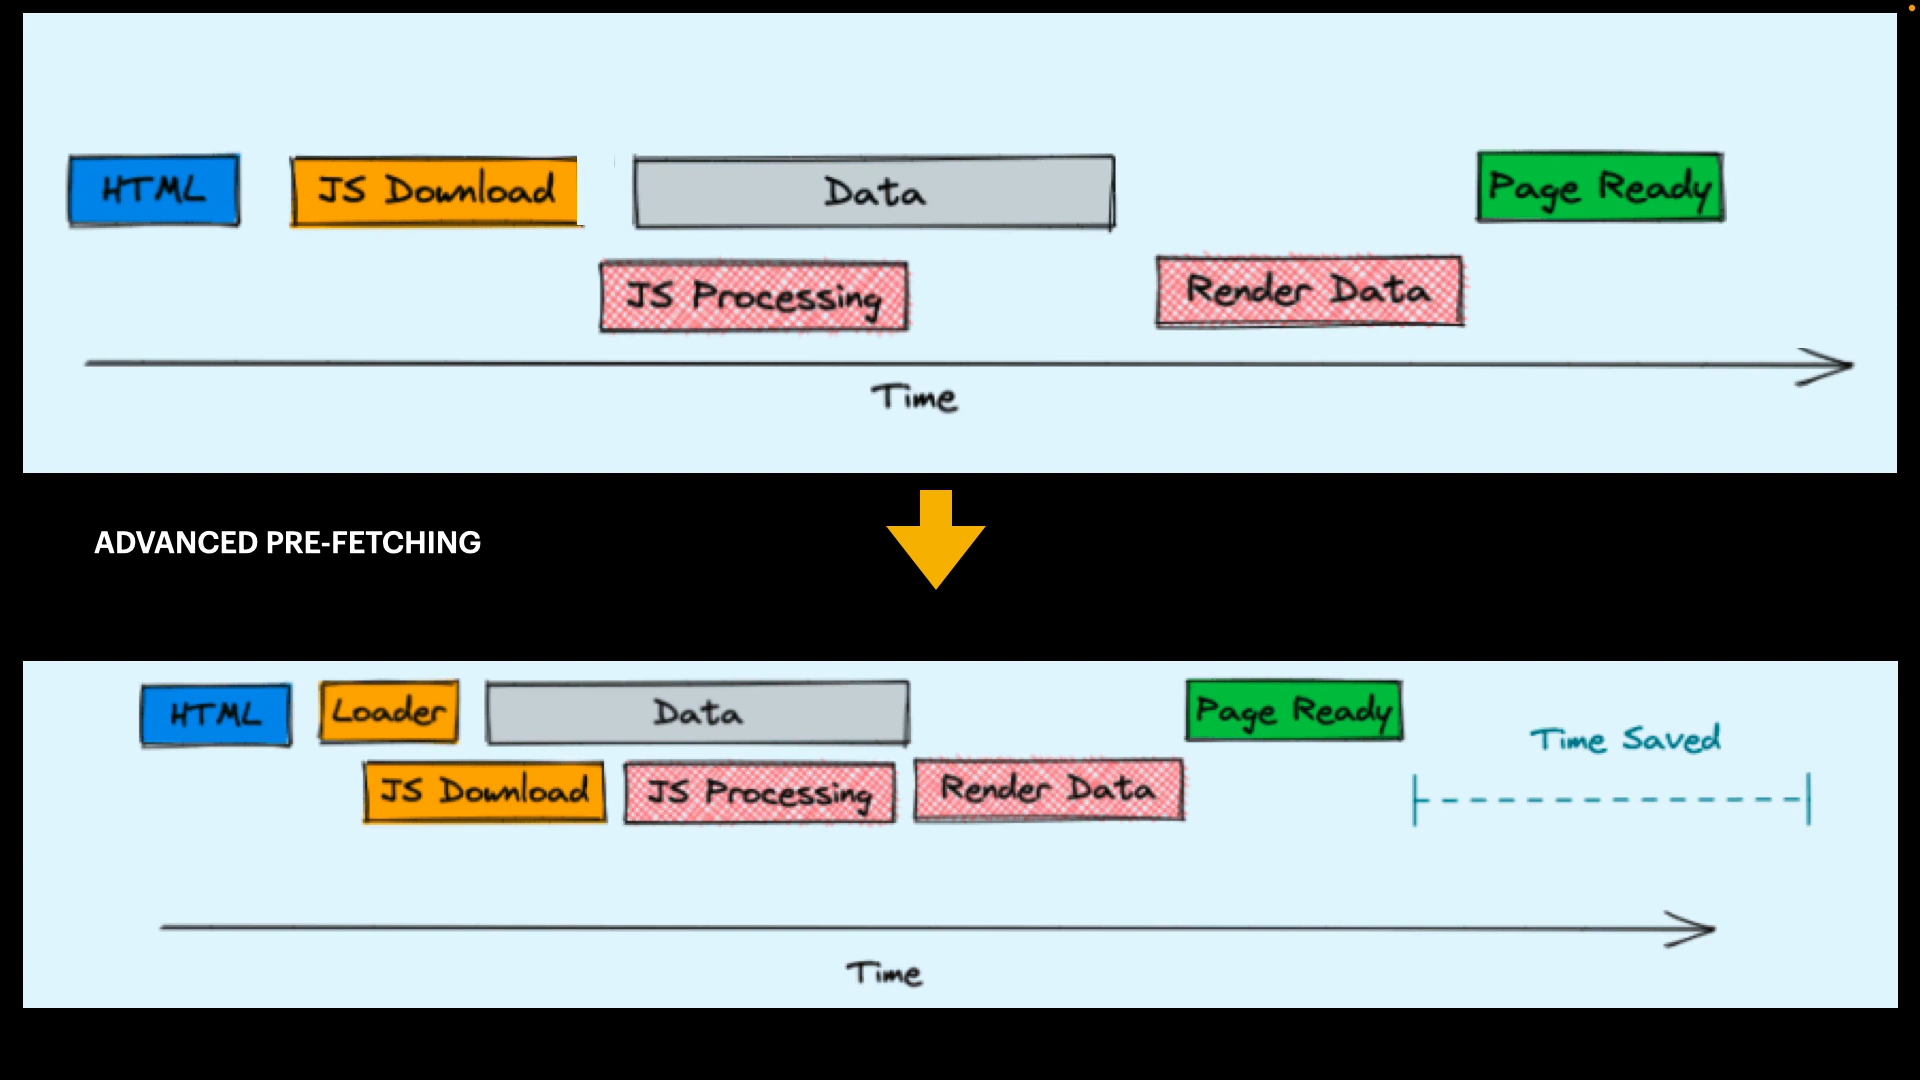 HTML
JS Download
Data
Page Ready
JS Processing
Render Data
Time
ADVANCED PRE-FETCHING
HTML
Loader
Data
Page Ready
Time Saved
JS Download
JS Processing
Render Data
Time